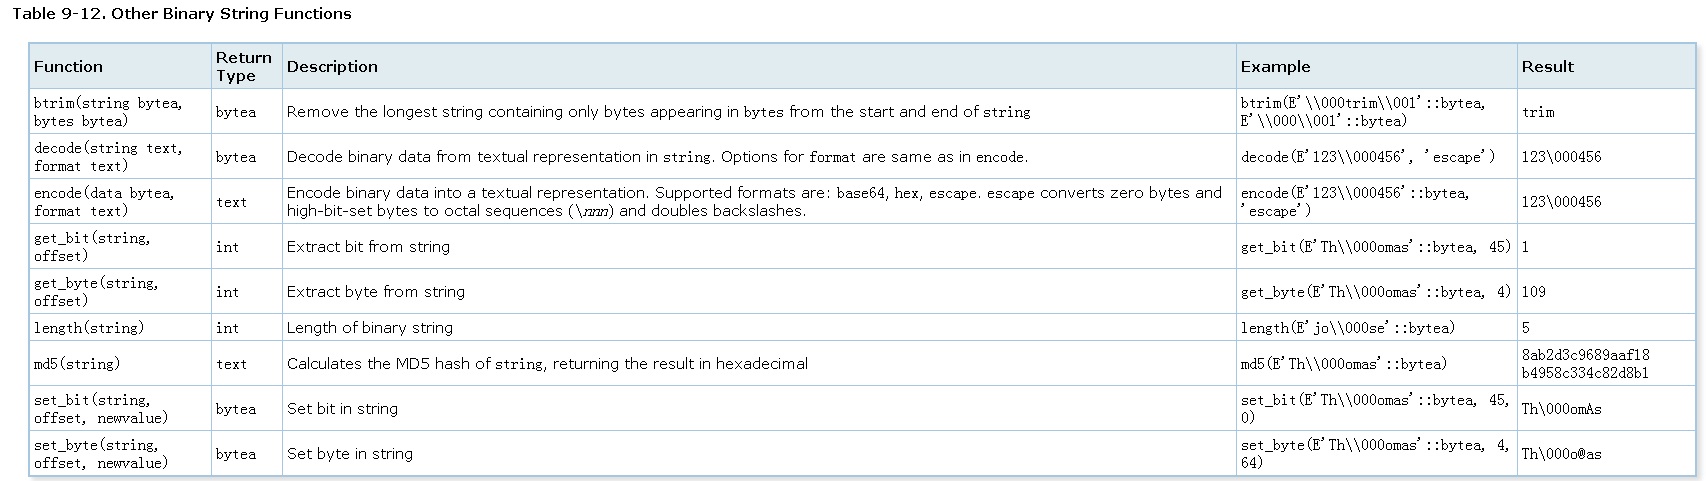 Table 9-12. Other Binary String Functions
Function
Return
Type
Description
Example
Result
btrim(string bytea,
bytes bytea)
bytea
Remove the longest string containing only bytes appearing in bytes from the start and end of string
btrim(E'\\000trim\\001'::bytea,
E'\\000\\001'::bytea)
trim
decode(string text,
format text)
bytea
Decode binary data from textual representation in string. Options for format are same as in encode.
decode(E'123\\000456', 'escape')
123\000456
encode(data bytea,
format text)
text
Encode binary data into a textual representation. Supported formats are: base64, hex, escape. escape converts zero bytes and
high-bit-set bytes to octal sequences (\nnn) and doubles backslashes.
encode(E'123\\000456'::bytea,
'escape')
123\000456
get_bit(string,
offset)
int
Extract bit from string
get_bit(E'Th\\000omas'::bytea, 45)
1
get_byte(string,
offset)
int
Extract byte from string
get_byte(E'Th\\000omas'::bytea, 4)
109
length(string)
int
Length of binary string
length(E'jo\\000se'::bytea)
5
md5(string)
text
Calculates the MD5 hash of string, returning the result in hexadecimal
md5(E'Th\\000omas'::bytea)
8ab2d3c9689aaf18
b4958c334c82d8b1
set_bit(string,
offset, newvalue)
bytea
Set bit in string
set_bit(E'Th\\000omas'::bytea, 45,
0)
Th\000omAs
set_byte(string,
offset, newvalue)
bytea
Set byte in string
set_byte(E'Th\\000omas'::bytea, 4,
64)
Th\000o@as